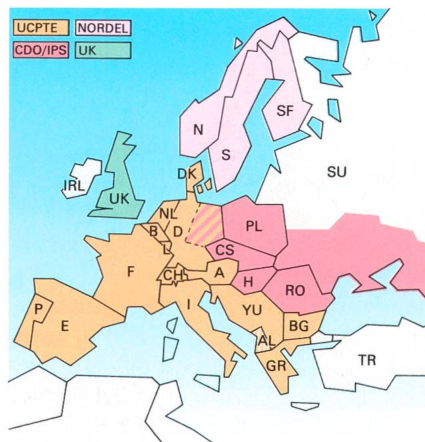 UCPTE NORDEL
CDO/IPS UK
N
S
SF
SU
DK
IRL
UK
NL
B
D
L
PL
CS
F
CH
A
H
RO
P
E
I
YU
BG
AL
GR
TR